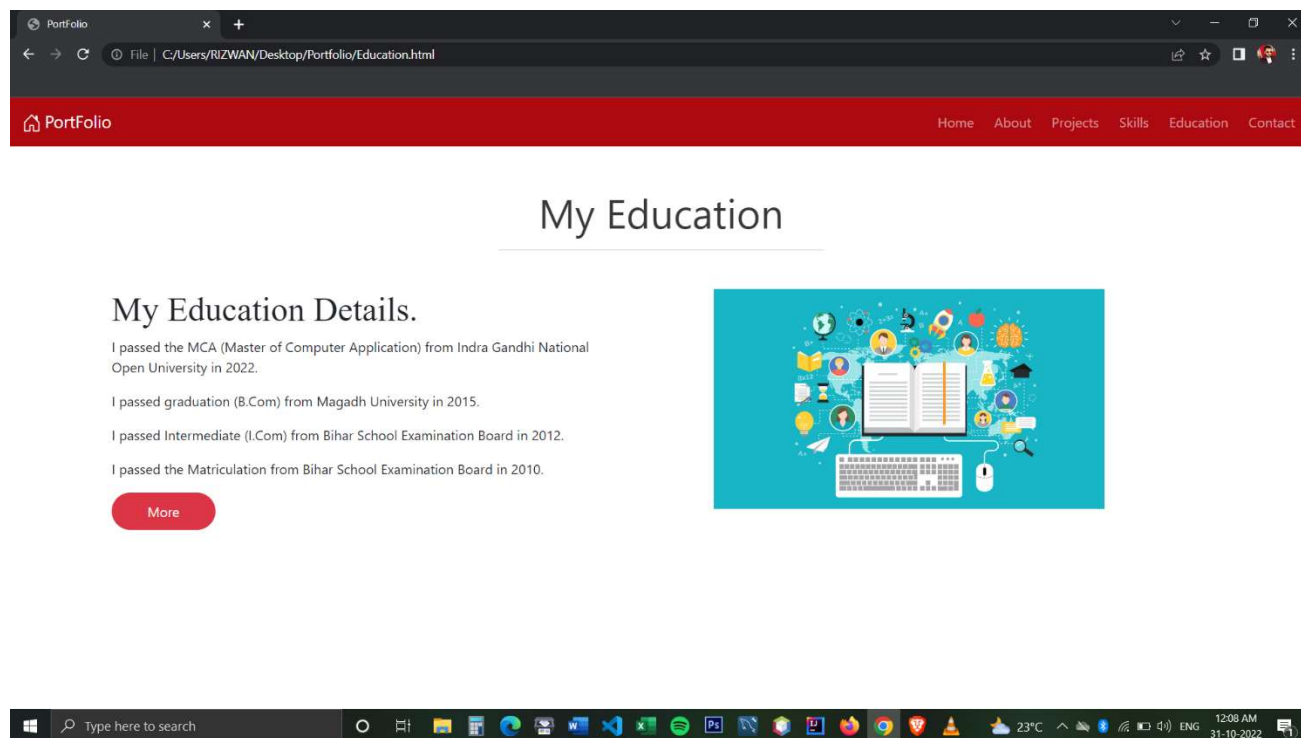 PortFolio
File | C:/Users/RIZWAN/Desktop/Portfolio/Education.html
PortFolio
Home About Projects Skills Education Contact
My Education
My Education Details.
I passed the MCA (Master of Computer Application) from Indra Gandhi National
Open University in 2022.
I passed graduation (B.Com) from Magadh University in 2015.
I passed Intermediate (I.Com) from Bihar School Examination Board in 2012.
I passed the Matriculation from Bihar School Examination Board in 2010.
More
Type here to search
23°C
ENG
12:08 AM
31-10-2022